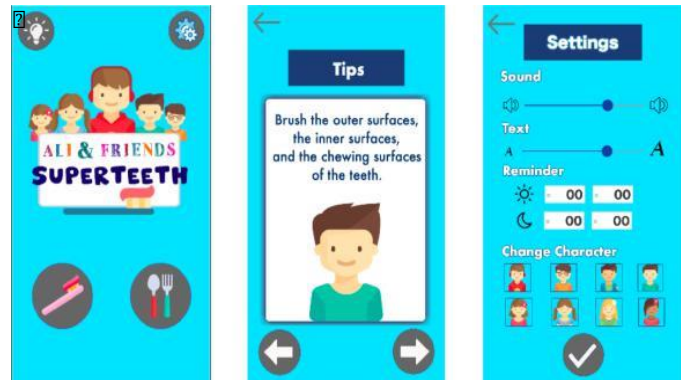 ALI & FRIENDS
SUPERTEETH
Tips
Brush the outer surfaces,
the inner surfaces,
and the chewing surfaces
of the teeth.
Settings
Sound
Text
A A
Reminder
00 00
00 00
Change Character